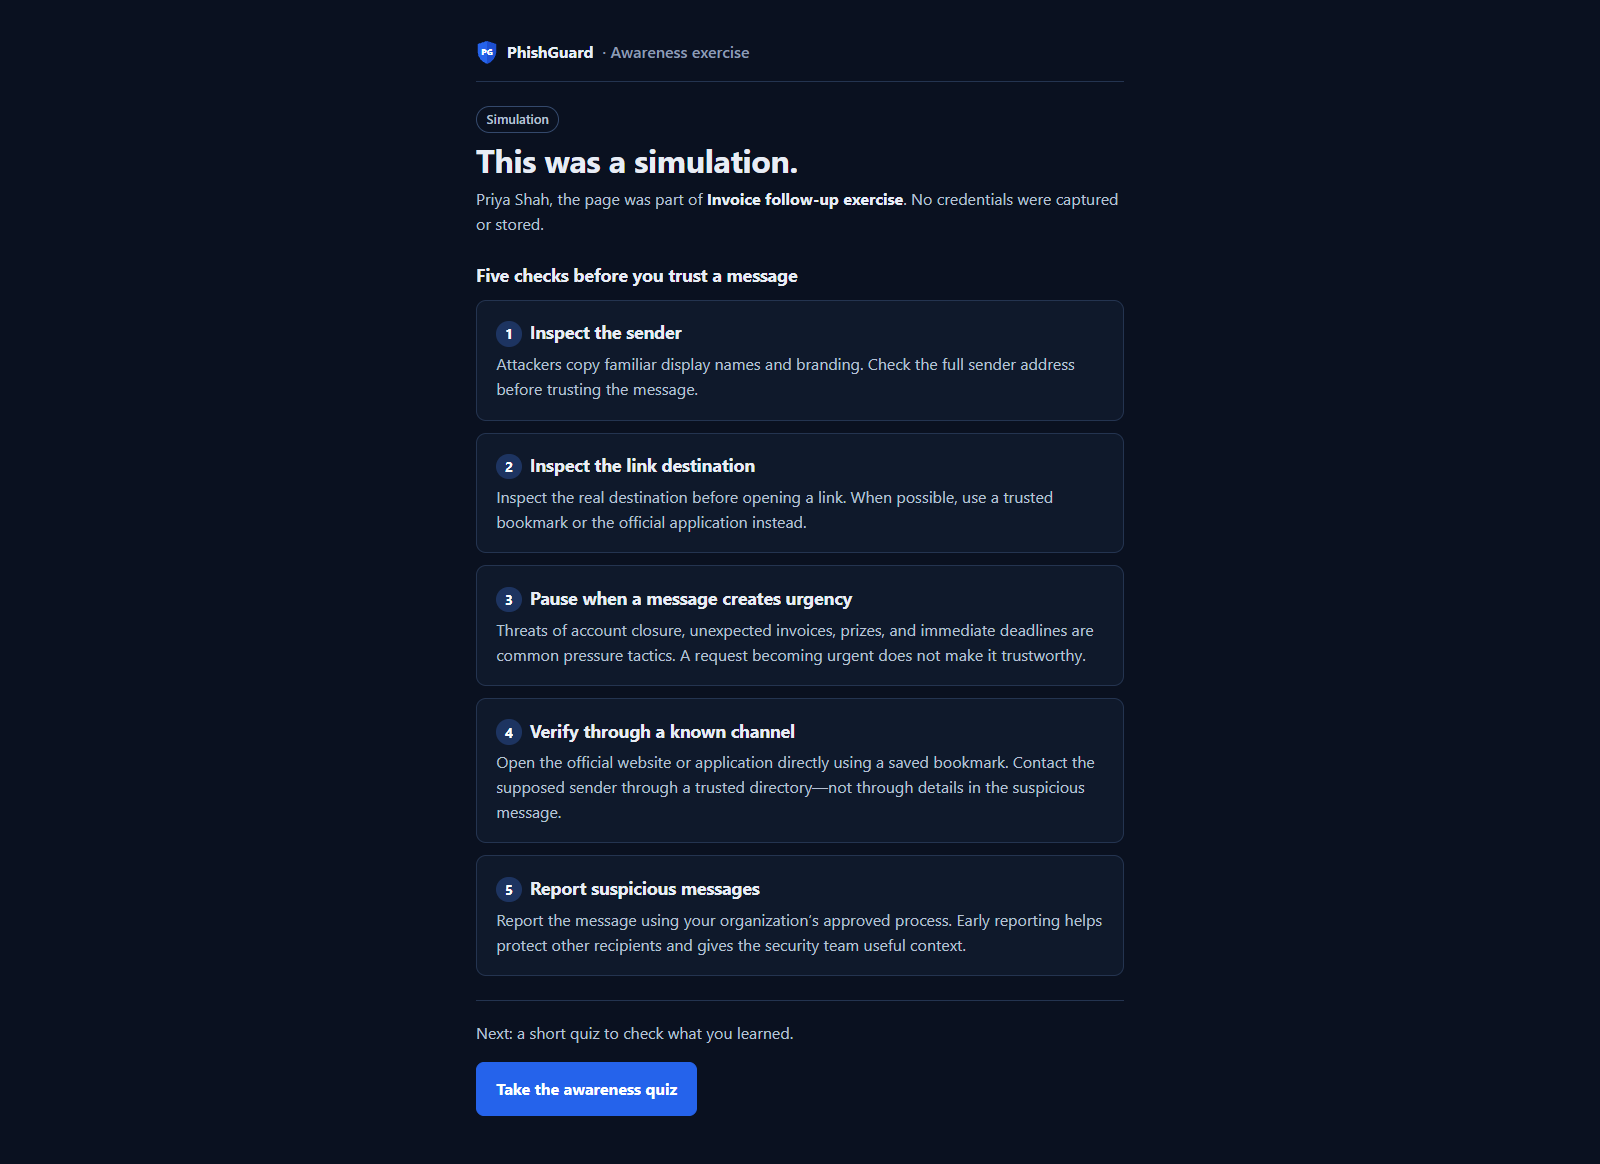 PG PhishGuard · Awareness exercise
Simulation
This was a simulation.
Priya Shah, the page was part of Invoice follow-up exercise. No credentials were captured
or stored.
Five checks before you trust a message
1 Inspect the sender
Attackers copy familiar display names and branding. Check the full sender address
before trusting the message.
2 Inspect the link destination
Inspect the real destination before opening a link. When possible, use a trusted
bookmark or the official application instead.
3 Pause when a message creates urgency
Threats of account closure, unexpected invoices, prizes, and immediate deadlines are
common pressure tactics. A request becoming urgent does not make it trustworthy.
4 Verify through a known channel
Open the official website or application directly using a saved bookmark. Contact the
supposed sender through a trusted directory—not through details in the suspicious
message.
5 Report suspicious messages
Report the message using your organization’s approved process. Early reporting helps
protect other recipients and gives the security team useful context.
Next: a short quiz to check what you learned.
Take the awareness quiz